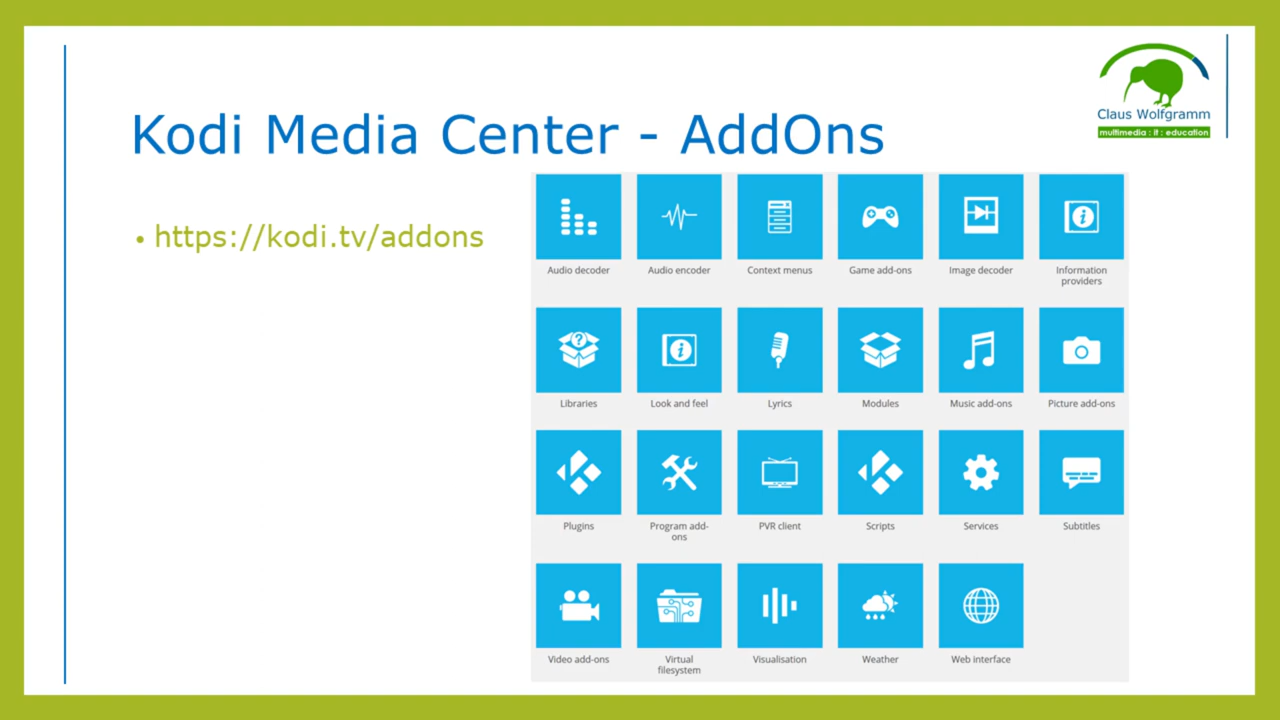 Claus Wolfgramm
multimedia : it : education
Kodi Media Center - AddOns
• https://kodi.tv/addons
Audio decoder
Audio encoder
Context menus
Game add-ons
Image decoder
Information
providers
Libraries
Look and feel
Lyrics
Modules
Music add-ons
Picture add-ons
Plugins
Program add-
ons
PVR client
Scripts
Services
Subtitles
Video add-ons
Virtual
filesystem
Visualisation
Weather
Web interface